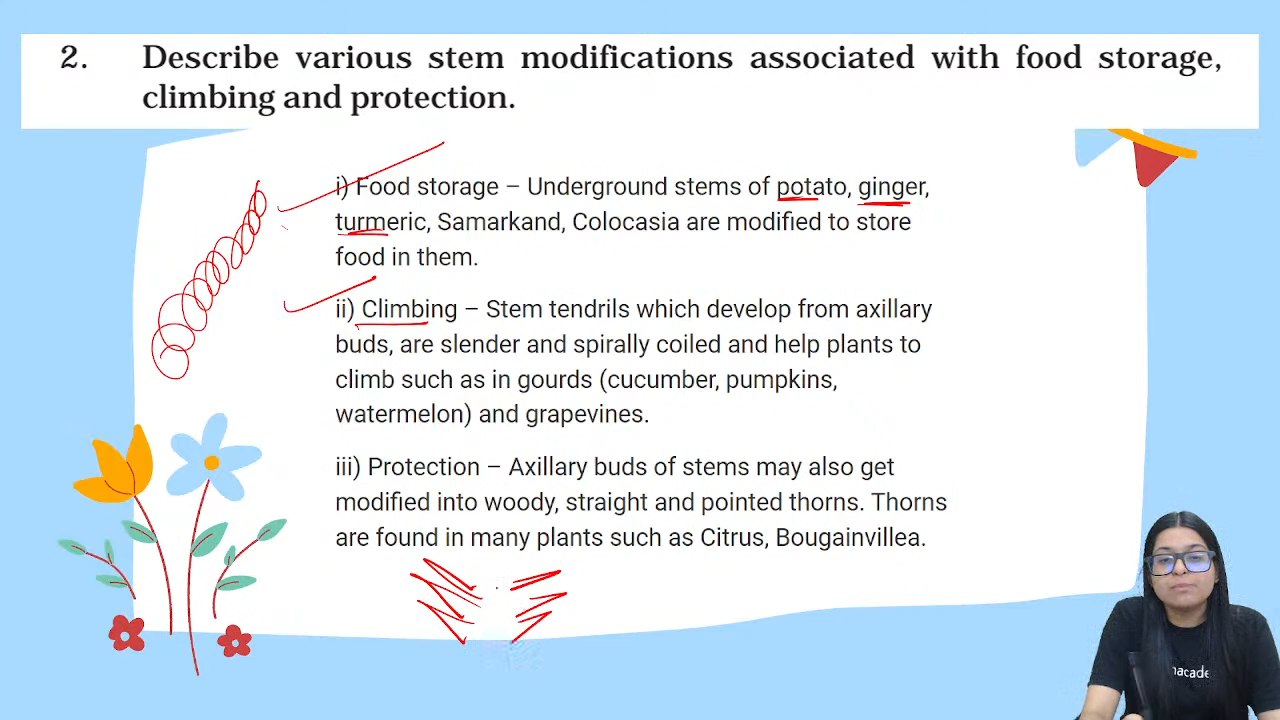 2. Describe various stem modifications associated with food storage,
climbing and protection.
i) Food storage – Underground stems of potato, ginger,
turmeric, Samarkand, Colocasia are modified to store
food in them.
ii) Climbing – Stem tendrils which develop from axillary
buds, are slender and spirally coiled and help plants to
climb such as in gourds (cucumber, pumpkins,
watermelon) and grapevines.
iii) Protection – Axillary buds of stems may also get
modified into woody, straight and pointed thorns. Thorns
are found in many plants such as Citrus, Bougainvillea.